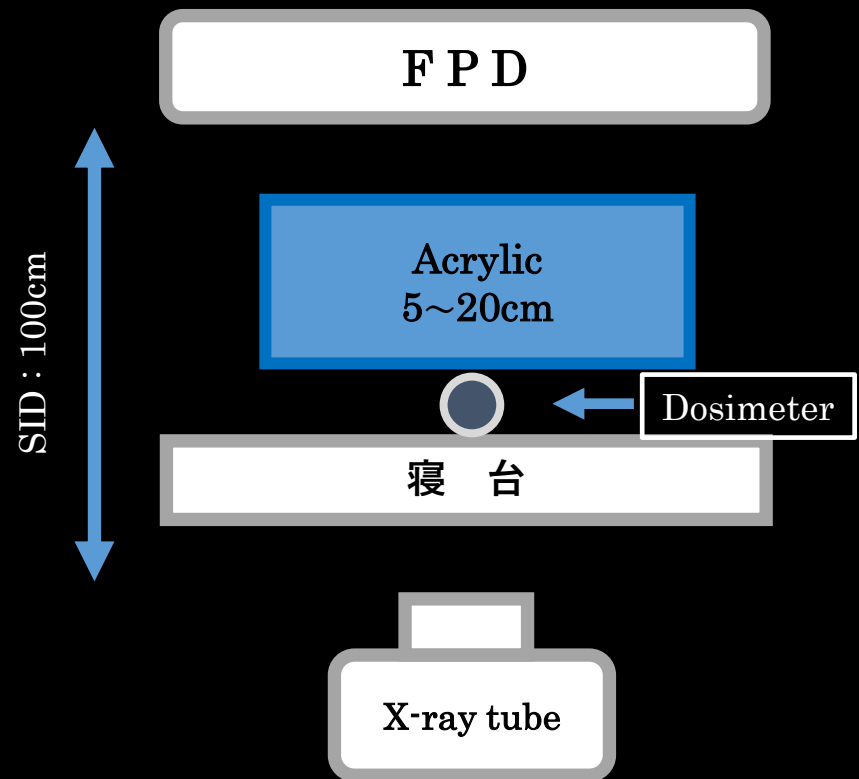 F P D
Acrylic
5~20cm
SID : 100cm
Dosimeter
寝 台
X-ray tube